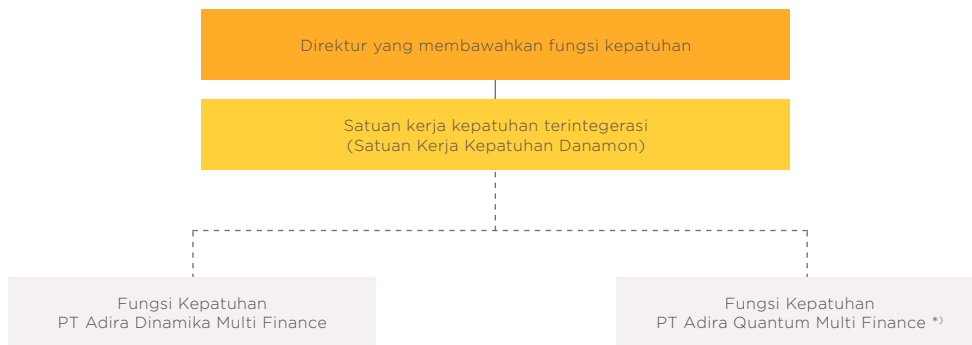 Direktur yang membawahkan fungsi kepatuhan
Satuan kerja kepatuhan terintegerasi
(Satuan Kerja Kepatuhan Danamon)
Fungsi Kepatuhan
PT Adira Dinamika Multi Finance
Fungsi Kepatuhan
PT Adira Quantum Multi Finance *)